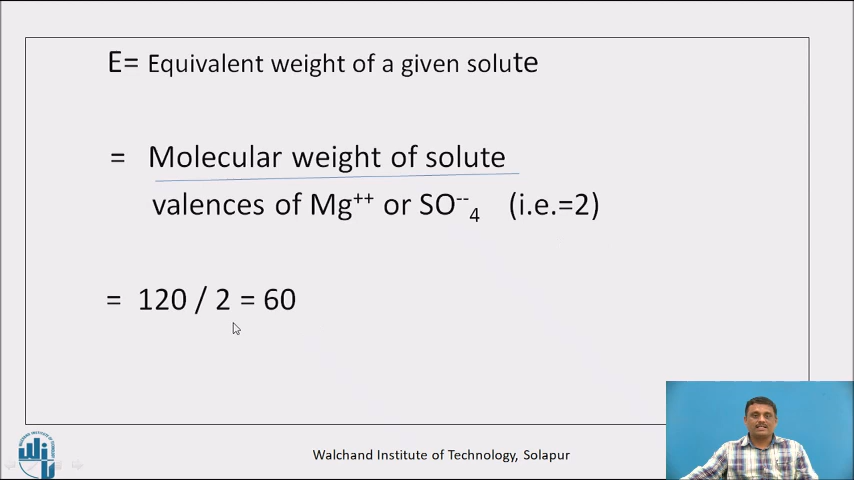 E= Equivalent weight of a given solute
= Molecular weight of solute
valences of Mg⁺⁺ or SO⁻⁻₄ (i.e.=2)
= 120 / 2 = 60
Walchand Institute of Technology, Solapur